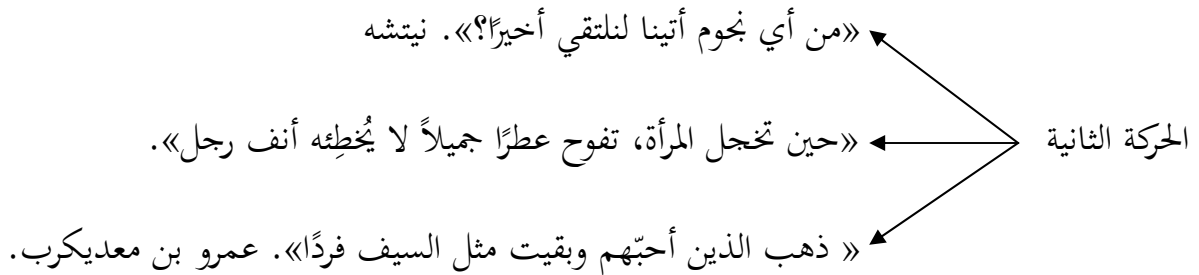 «من أي نجوم أتينا لنلتقي أخيرًا؟». نيتشه
الحركة الثانية
«حين تخجل المرأة، تفوح عطرًا جميلاً لا يُخطِئه أنف رجل».
« ذهب الذين أحبّهم وبقيت مثل السيف فردًا». عمرو بن معديكرب.